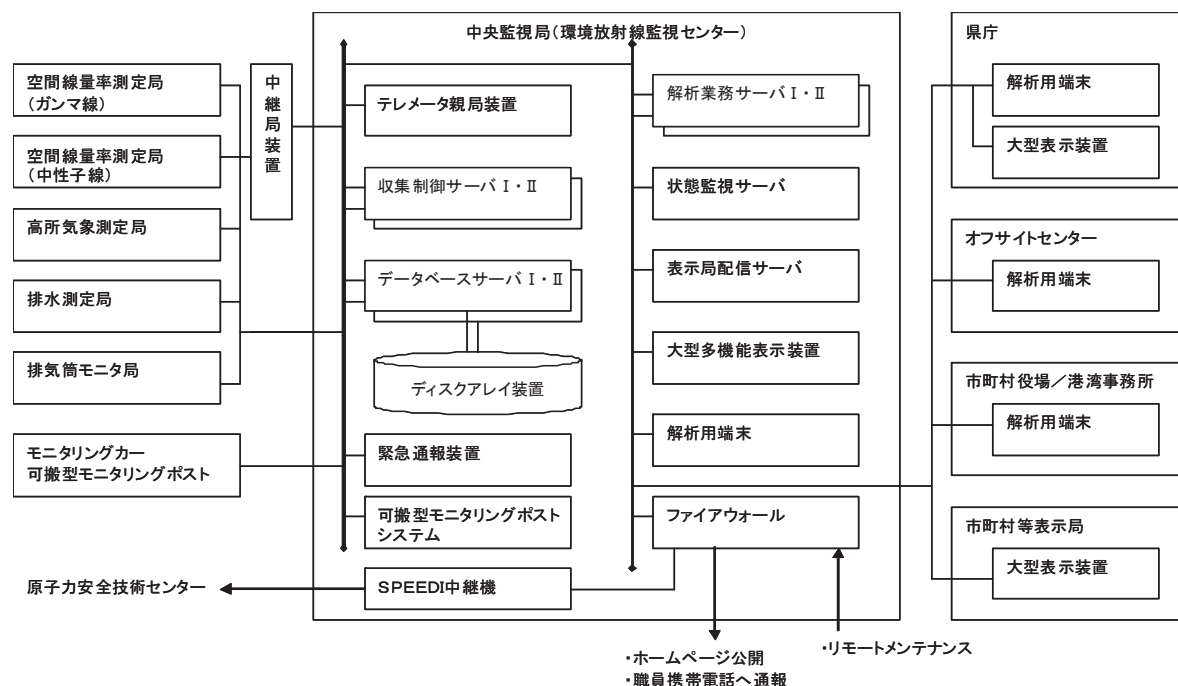 中央監視局(環境放射線監視センター)
空間線量率測定局
(ガンマ線)
空間線量率測定局
(中性子線)
高所気象測定局
排水測定局
排気筒モニタ局
モニタリングカー
可搬型モニタリングポスト
原子力安全技術センター
中継局装置
テレメータ親局装置
収集制御サーバⅠ・Ⅱ
データベースサーバⅠ・Ⅱ
ディスクアレイ装置
緊急通報装置
可搬型モニタリングポスト
システム
SPEEDI中継機
解析業務サーバⅠ・Ⅱ
状態監視サーバ
表示局配信サーバ
大型多機能表示装置
解析用端末
ファイアウォール
・ホームページ公開
・職員携帯電話へ通報
・リモートメンテナンス
県庁
解析用端末
大型表示装置
オフサイトセンター
解析用端末
市町村役場/港湾事務所
解析用端末
市町村等表示局
大型表示装置